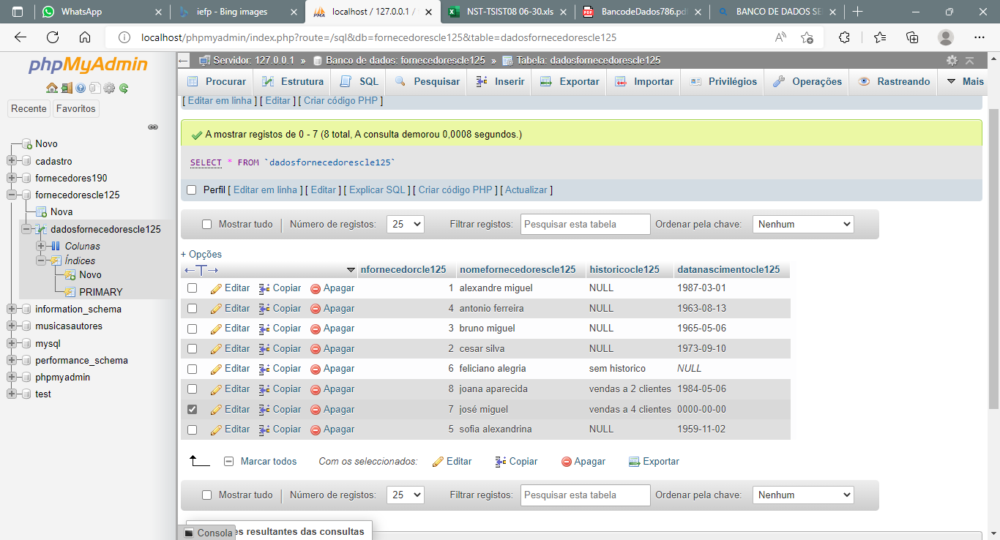 WhatsApp
iefp - Bing images
localhost / 127.0.0.1 /
NST-TSIST08 06-30.xls
BancodeDados786.pdf
BANCO DE DADOS SE
localhost/phpmyadmin/index.php?route=/sql&db=fornecedorescle125&table=dadosfornecedorescle125
phpMyAdmin
Recente Favoritos
Novo
cadastro
fornecedores190
fornecedorescle125
Nova
dadosfornecedorescle125
Colunas
Índices
Novo
PRIMARY
information_schema
musicasautores
mysql
performance_schema
phpmyadmin
test
Servidor: 127.0.0.1 » Banco de dados: fornecedorescle125 » Tabela: dadosfornecedorescle125
Procurar Estrutura SQL Pesquisar Inserir Exportar Importar Privilégios Operações Rastreando Mais
[ Editar em linha ] [ Editar ] [ Criar código PHP ]
A mostrar registos de 0 - 7 (8 total, A consulta demorou 0,0008 segundos.)
SELECT * FROM `dadosfornecedorescle125`
Perfil [ Editar em linha ] [ Editar ] [ Explicar SQL ] [ Criar código PHP ] [ Actualizar ]
Mostrar tudo Número de registos: 25 Filtrar registos: Pesquisar esta tabela Ordenar pela chave: Nenhum
+ Opções
nfornecedorcle125 nomefornecedorescle125 historicocle125 datanascimentocle125
Editar Copiar Apagar 1 alexandre miguel NULL 1987-03-01
Editar Copiar Apagar 4 antonio ferreira NULL 1963-08-13
Editar Copiar Apagar 3 bruno miguel NULL 1965-05-06
Editar Copiar Apagar 2 cesar silva NULL 1973-09-10
Editar Copiar Apagar 6 feliciano alegria sem historico NULL
Editar Copiar Apagar 8 joana aparecida vendas a 2 clientes 1984-05-06
Editar Copiar Apagar 7 josé miguel vendas a 4 clientes 0000-00-00
Editar Copiar Apagar 5 sofia alexandrina NULL 1959-11-02
Marcar todos Com os seleccionados: Editar Copiar Apagar Exportar
Mostrar tudo Número de registos: 25 Filtrar registos: Pesquisar esta tabela Ordenar pela chave: Nenhum
es resultantes das consultas
Consola